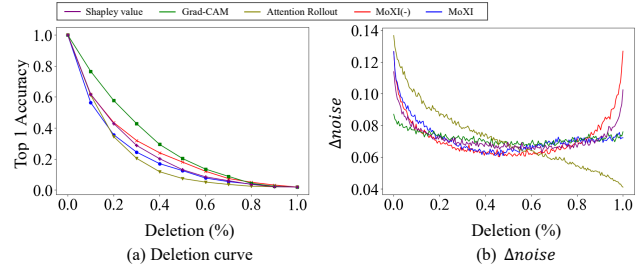 Shapley value Grad-CAM Attention Rollout MoXI(-) MoXI
1.0
0.8
0.6
0.4
0.2
0.0
Top 1 Accuracy
0.0 0.2 0.4 0.6 0.8 1.0
Deletion (%)
(a) Deletion curve
0.16
0.14
0.12
0.10
0.08
0.06
0.04
Δnoise
0.0 0.2 0.4 0.6 0.8 1.0
Deletion (%)
(b) Δnoise